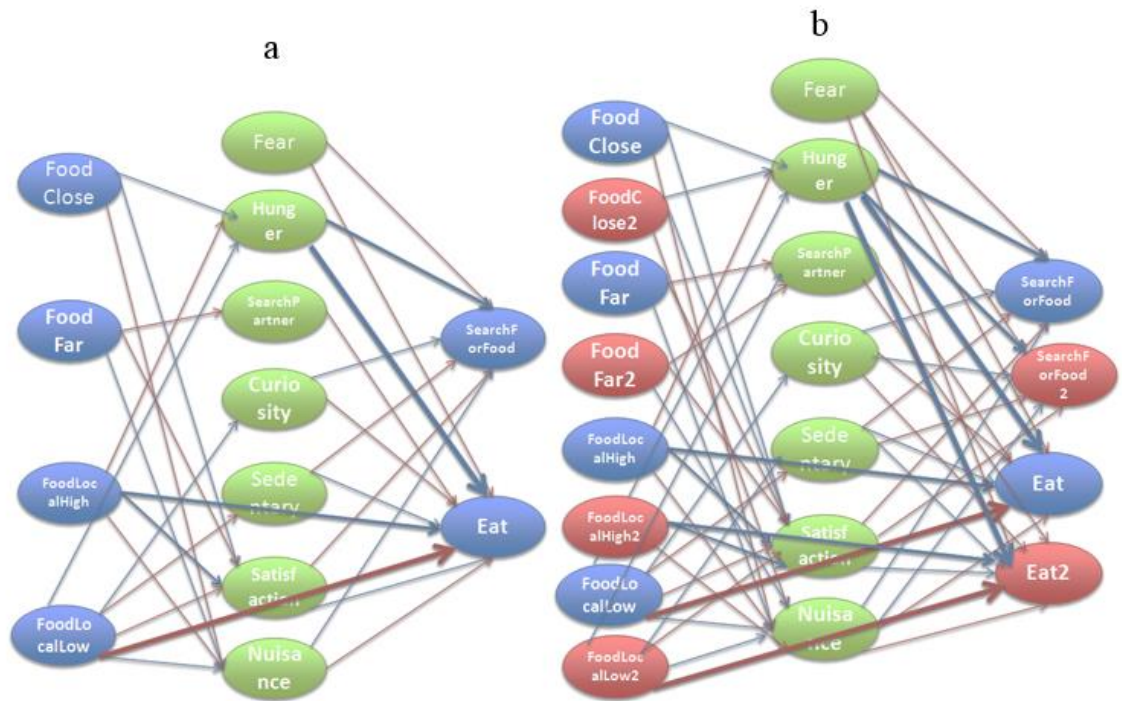 a
Fear
Food
Close
Hung
er
Food
Far
SearchP
artner
SearchF
orFood
Curio
sity
FoodLoc
alHigh
Sede
ntary
Eat
Satisf
action
FoodLo
calLow
Nuisa
nce
b
Fear
Food
Close
Hung
er
FoodC
lose2
SearchP
artner
Food
Far
SearchF
orFood
Curio
sity
Food
Far2
SearchF
orFood
2
FoodLoc
alHigh
Sede
ntary
Eat
FoodLoc
alHigh2
Satisf
action
Eat2
FoodLo
calLow
Nuisa
nce
FoodLoc
alLow2